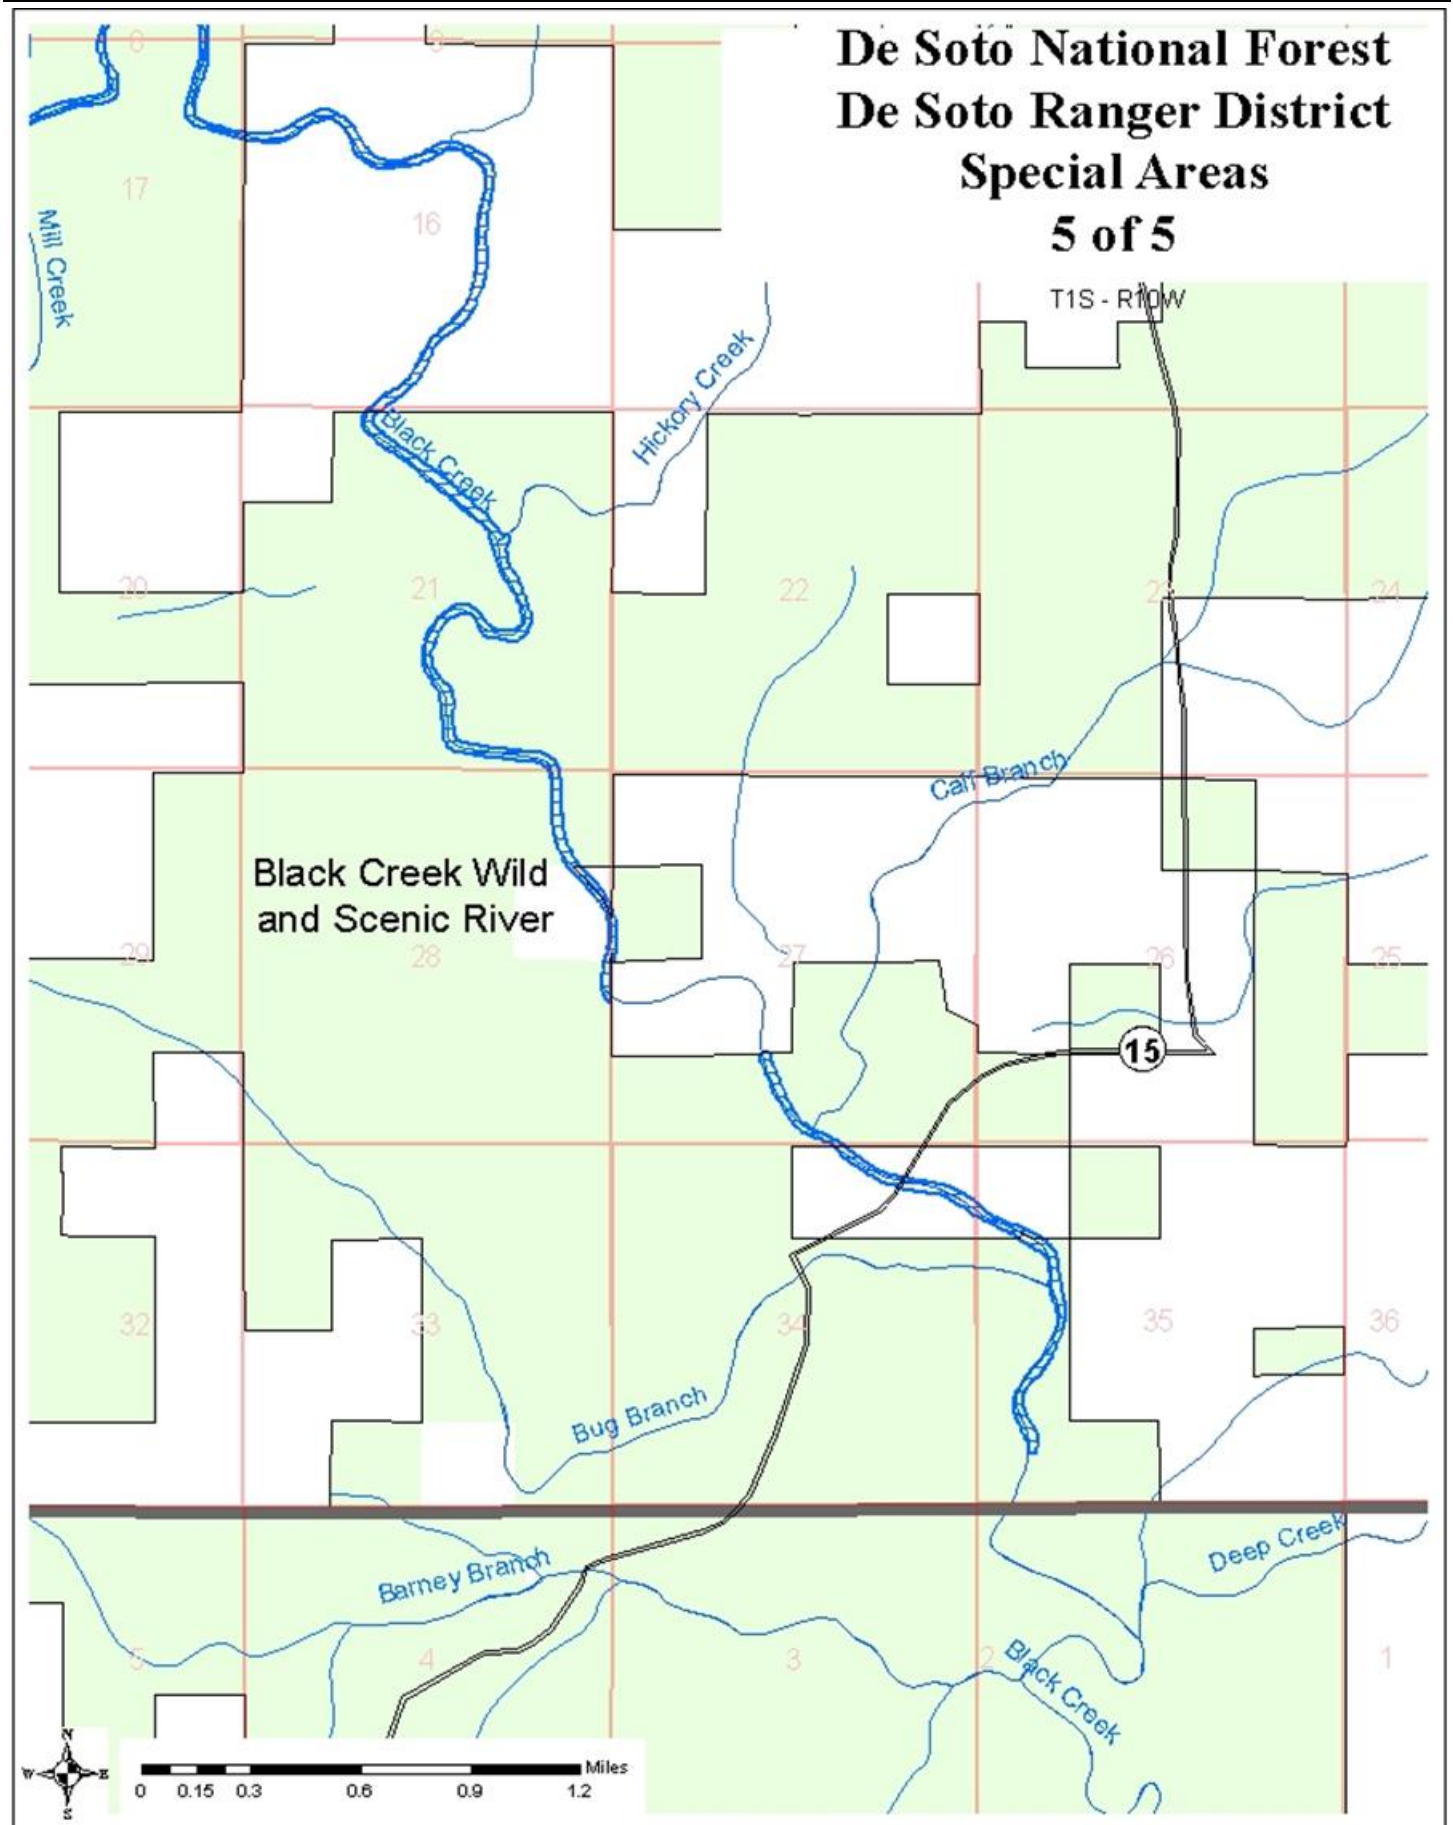 De Soto National Forest
De Soto Ranger District
Special Areas
5 of 5
8
9
17
16
Mill Creek
T1S - R10W
Hickory Creek
Black Creek
20
21
22
23
24
Calf Branch
Black Creek Wild
and Scenic River
29
28
27
26
25
15
32
33
34
35
36
Bug Branch
Barney Branch
Deep Creek
5
4
3
2
1
Black Creek
N
W
E
S
Miles
0 0.15 0.3 0.6 0.9 1.2